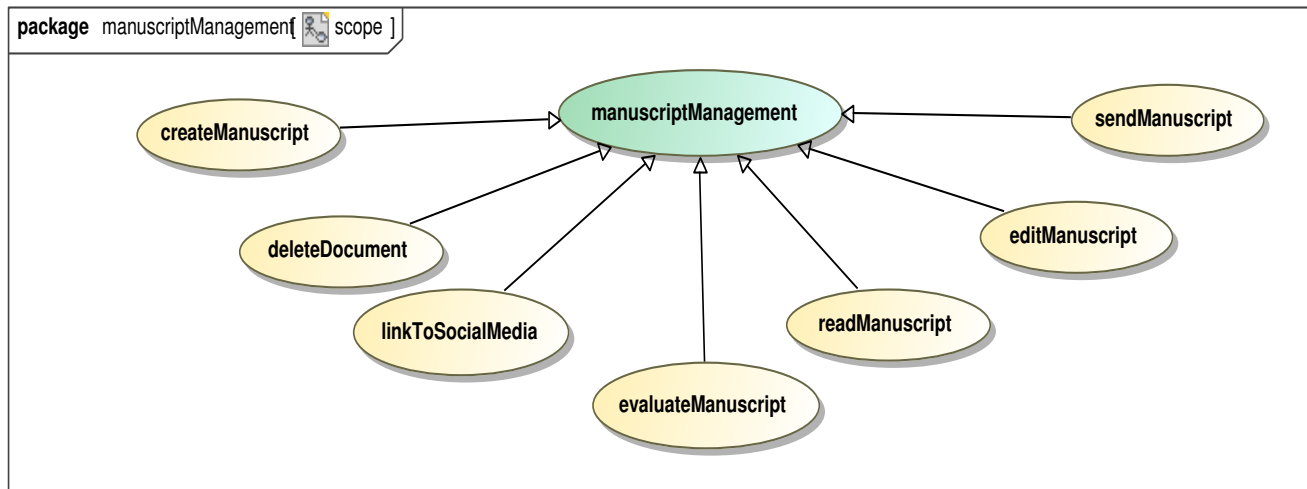 package manuscriptManagement[ scope ]
manuscriptManagement
createManuscript
sendManuscript
deleteDocument
editManuscript
linkToSocialMedia
readManuscript
evaluateManuscript